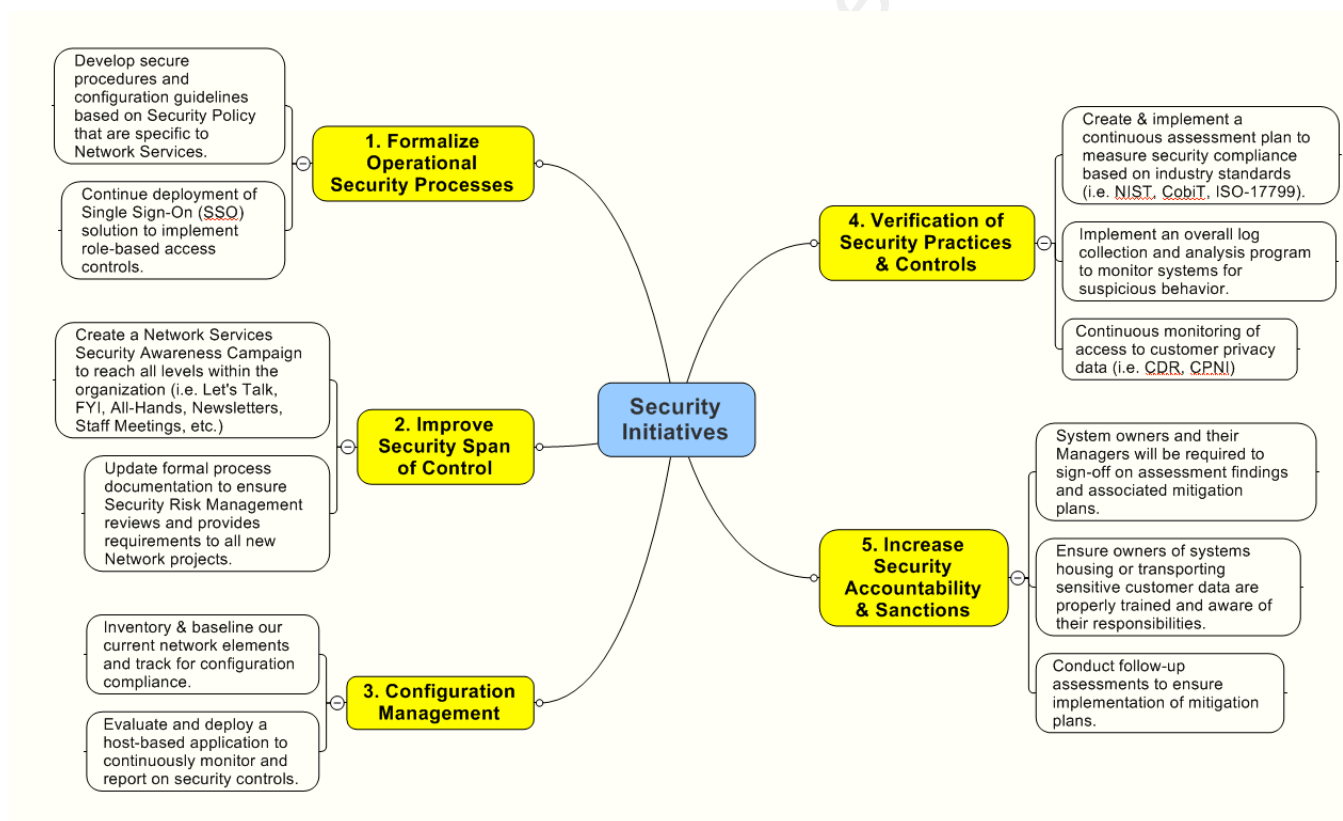 Develop secure
procedures and
configuration guidelines
based on Security Policy
that are specific to
Network Services.
1. Formalize
Operational
Security Processes
Continue deployment of
Single Sign-On (SSO)
solution to implement
role-based access
controls.
Create a Network Services
Security Awareness Campaign
to reach all levels within the
organization (i.e. Let's Talk,
FYI, All-Hands, Newsletters,
Staff Meetings, etc.)
2. Improve
Security Span
of Control
Update formal process
documentation to ensure
Security Risk Management
reviews and provides
requirements to all new
Network projects.
Inventory & baseline our
current network elements
and track for configuration
compliance.
3. Configuration
Management
Evaluate and deploy a
host-based application to
continuously monitor and
report on security controls.
Security
Initiatives
Create & implement a
continuous assessment plan to
measure security compliance
based on industry standards
(i.e. NIST, CobiT, ISO-17799).
4. Verification of
Security Practices
& Controls
Implement an overall log
collection and analysis program
to monitor systems for
suspicious behavior.
Continuous monitoring of
access to customer privacy
data (i.e. CDR, CPNI)
System owners and their
Managers will be required to
sign-off on assessment findings
and associated mitigation
plans.
5. Increase
Security
Accountability
& Sanctions
Ensure owners of systems
housing or transporting
sensitive customer data are
properly trained and aware of
their responsibilities.
Conduct follow-up
assessments to ensure
implementation of mitigation
plans.